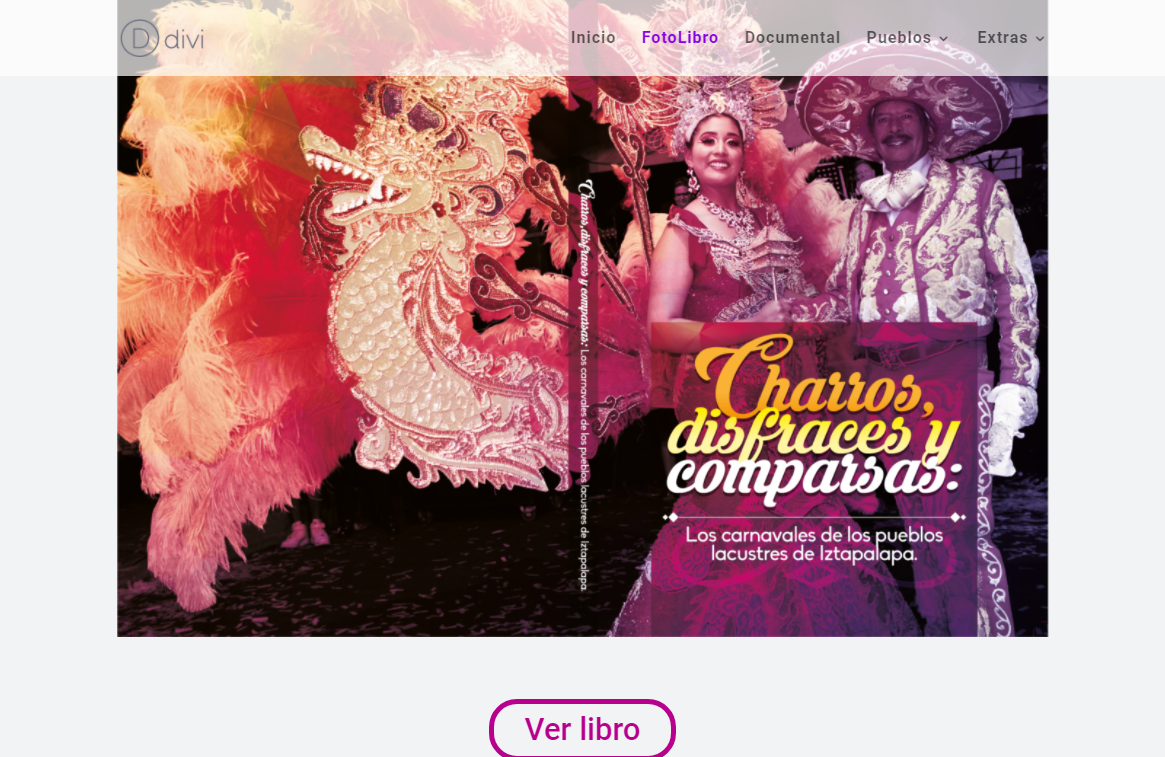 D divi
Inicio FotoLibro Documental Pueblos Extras
Charros, disfraces y comparsas: Los carnavales de los pueblos lacustres de Iztapalapa.
Charros,
disfraces y
comparsas:
Los carnavales de los pueblos
lacustres de Iztapalapa.
Ver libro